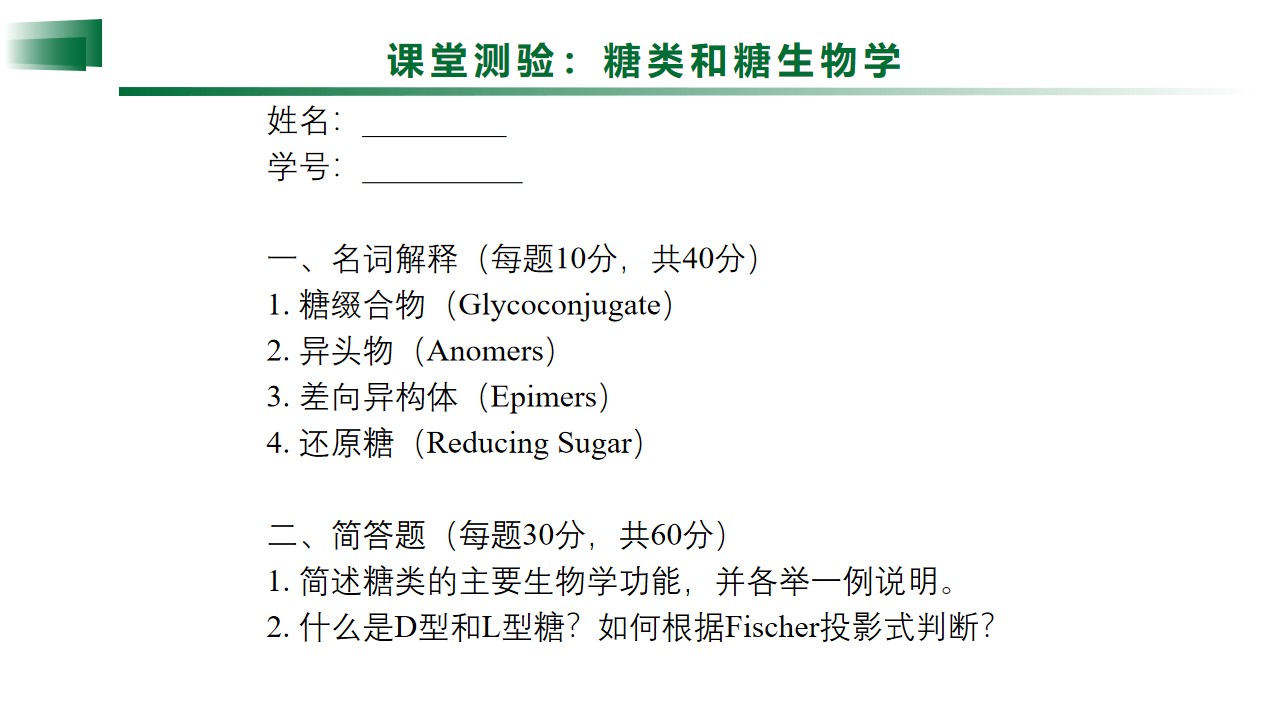 课堂测验：糖类和糖生物学
姓名：_________
学号：__________
一、名词解释（每题10分，共40分）
1. 糖缀合物（Glycoconjugate）
2. 异头物（Anomers）
3. 差向异构体（Epimers）
4. 还原糖（Reducing Sugar）
二、简答题（每题30分，共60分）
1. 简述糖类的主要生物学功能，并各举一例说明。
2. 什么是D型和L型糖？如何根据Fischer投影式判断？